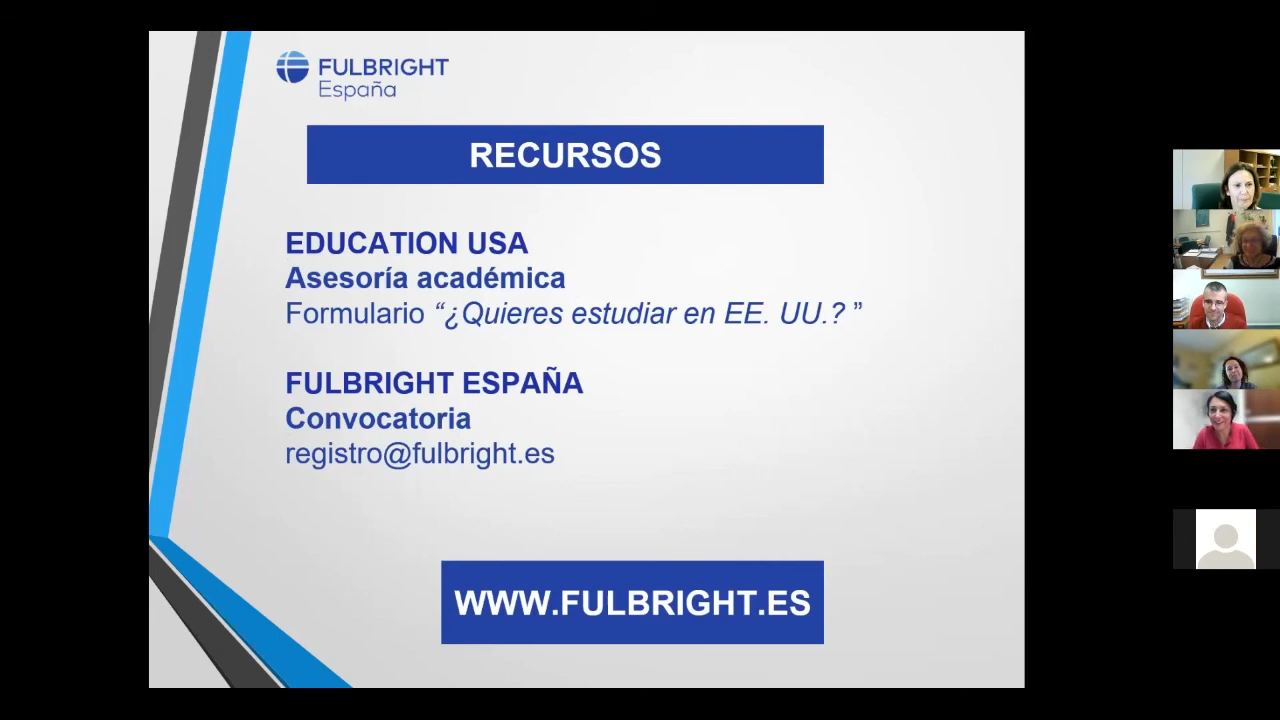 FULBRIGHT
España
RECURSOS
EDUCATION USA
Asesoría académica
Formulario “¿Quieres estudiar en EE. UU.? ”
FULBRIGHT ESPAÑA
Convocatoria
registro@fulbright.es
WWW.FULBRIGHT.ES